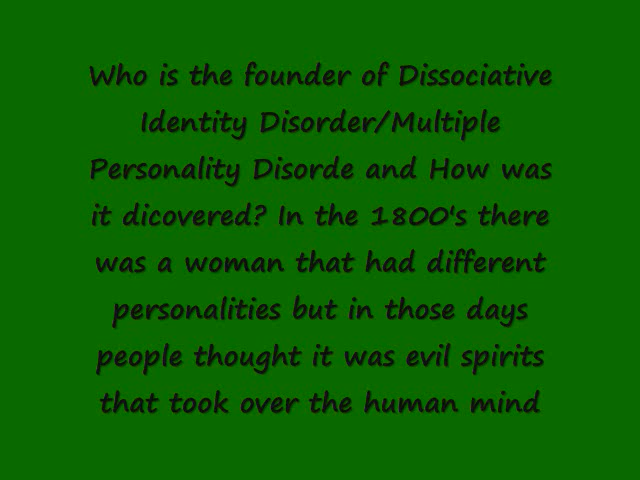 Who is the founder of Dissociative
Identity Disorder/Multiple
Personality Disorde and How was
it dicovered? In the 1800's there
was a woman that had different
personalities but in those days
people thought it was evil spirits
that took over the human mind